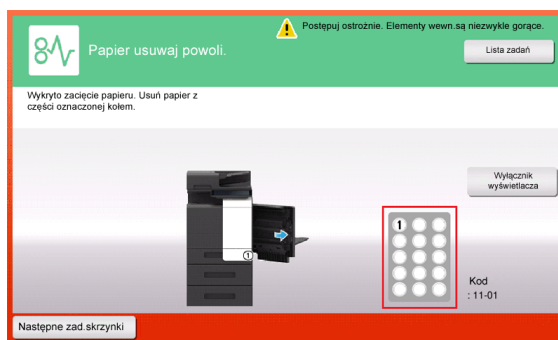 Postępuj ostrożnie. Elementy wewn.są niezwykle gorące.
Papier usuwaj powoli.
Lista zadań
Wykryto zacięcie papieru. Usuń papier z
części oznaczonej kołem.
Wyłącznik
wyświetlacza
1
1
Kod
: 11-01
Następne zad.skrzynki